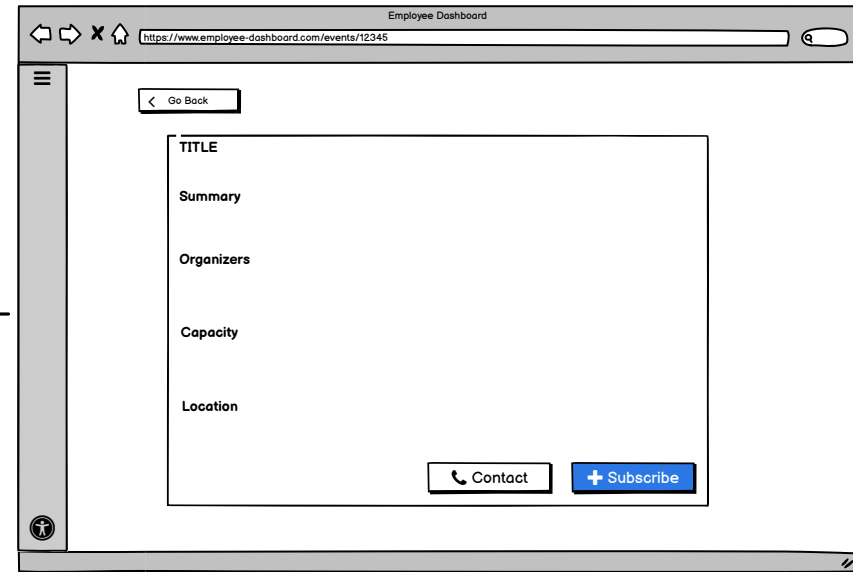 Employee Dashboard
https://www.employee-dashboard.com/events/12345
Go Back
TITLE
Summary
Organizers
Capacity
Location
Contact
Subscribe